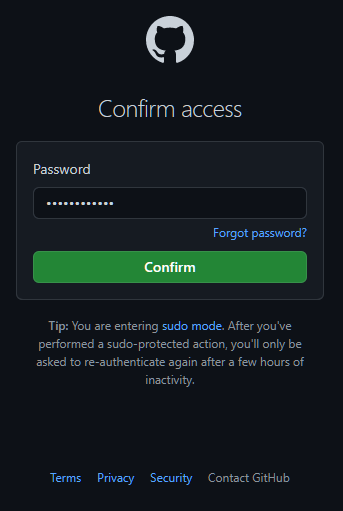 Confirm access
Password
••••••••••••
Forgot password?
Confirm
Tip: You are entering sudo mode. After you've
performed a sudo-protected action, you'll only be
asked to re-authenticate again after a few hours of
inactivity.
Terms Privacy Security Contact GitHub